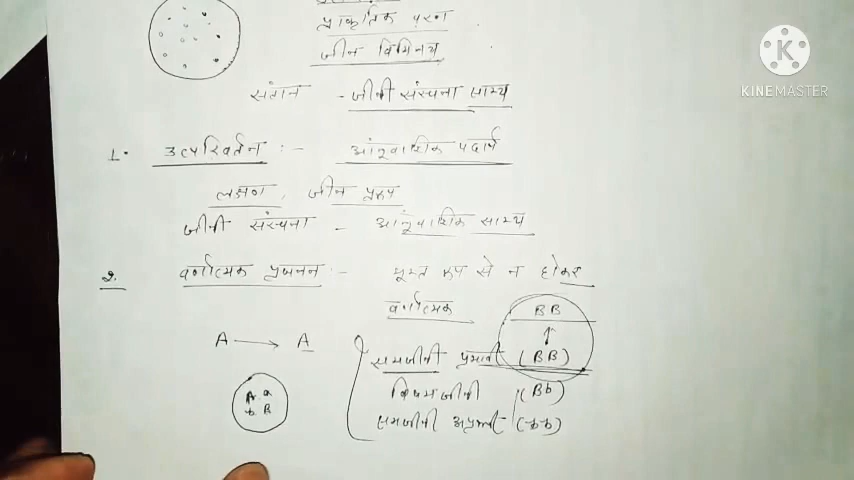 प्राकृतिक वरण
जीन विनिमय
संतान - जीनी संरचना साम्य
1. उत्परिवर्तन :- आनुवांशिक पदार्थ
लक्षण, जीन प्ररूप
जीनी संरचना - आनुवांशिक साम्य
2. वर्णात्मक प्रजनन :- मुक्त रूप से न होकर
वर्णात्मक
BB
A → A
समजीनी प्रभावी (BB)
विषमजीनी (Bb)
समजीनी अप्रभावी (bb)
A a
b B
K
KINEMASTER